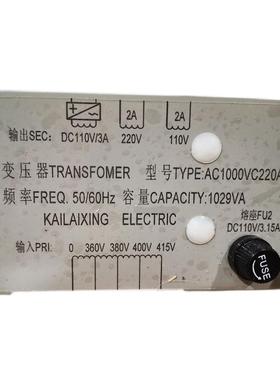 2A 2A
输出SEC: DC110V/3A 220V 110V
变压器TRANSFOMER 型号TYPE:AC1000VC220A
频率FREQ. 50/60Hz 容量CAPACITY:1029VA
KAILAIXING ELECTRIC
熔座FU2
DC110V/3.15A
输入PRI: 0 360V 380V 400V 415V
FUSE